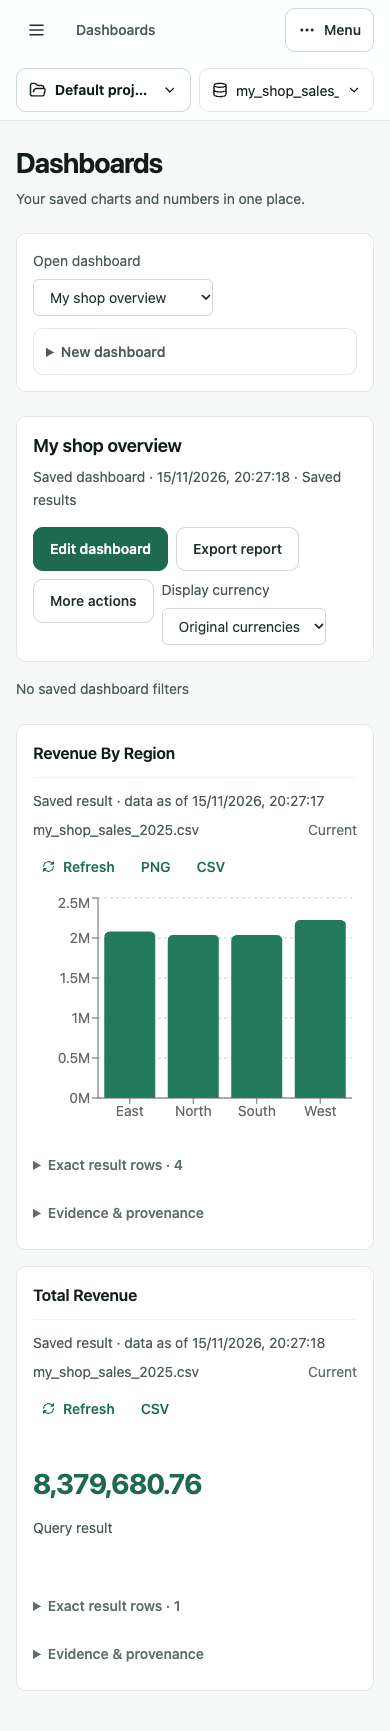 Dashboards
Menu
Default proj...
my_shop_sales_
Dashboards
Your saved charts and numbers in one place.
Open dashboard
My shop overview
New dashboard
My shop overview
Saved dashboard · 15/11/2026, 20:27:18 · Saved
results
Edit dashboard
Export report
More actions
Display currency
Original currencies
No saved dashboard filters
Revenue By Region
Saved result · data as of 15/11/2026, 20:27:17
my_shop_sales_2025.csv
Current
Refresh
PNG
CSV
2.5M
2M
1.5M
1M
0.5M
0M
East
North
South
West
Exact result rows · 4
Evidence & provenance
Total Revenue
Saved result · data as of 15/11/2026, 20:27:18
my_shop_sales_2025.csv
Current
Refresh
CSV
8,379,680.76
Query result
Exact result rows · 1
Evidence & provenance